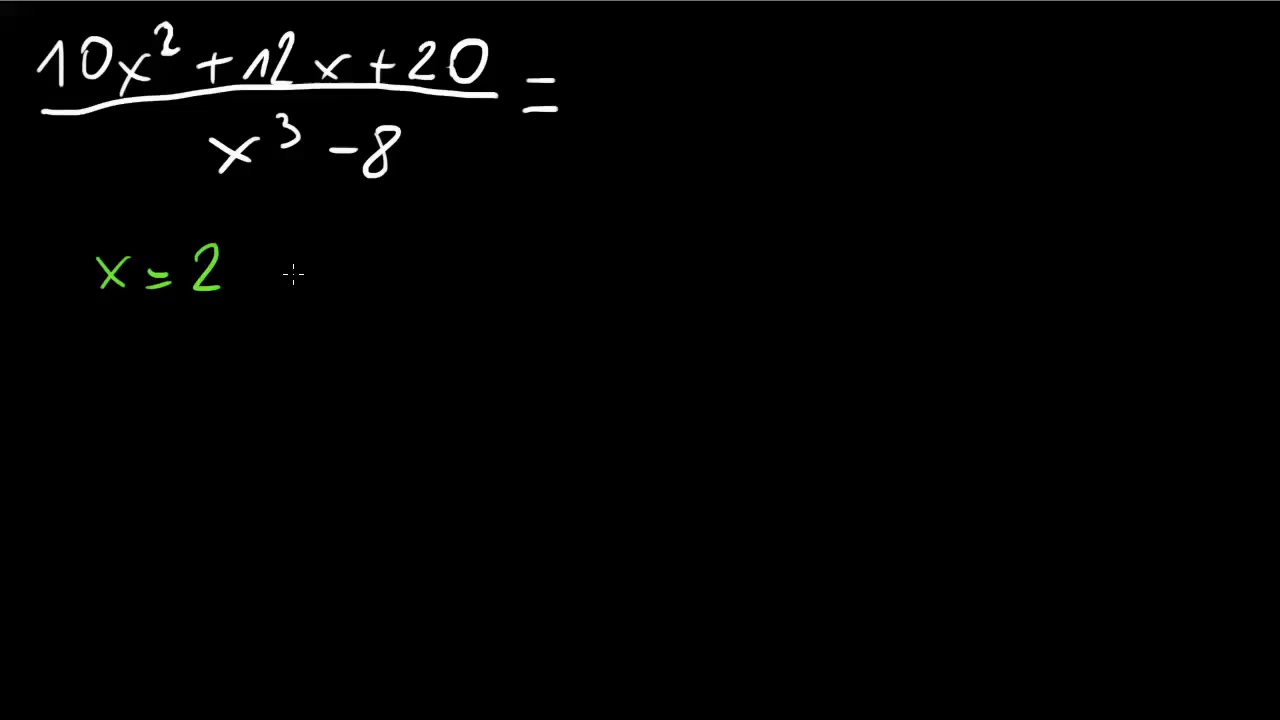 10x² + 12x + 20 =
x³ - 8
x = 2